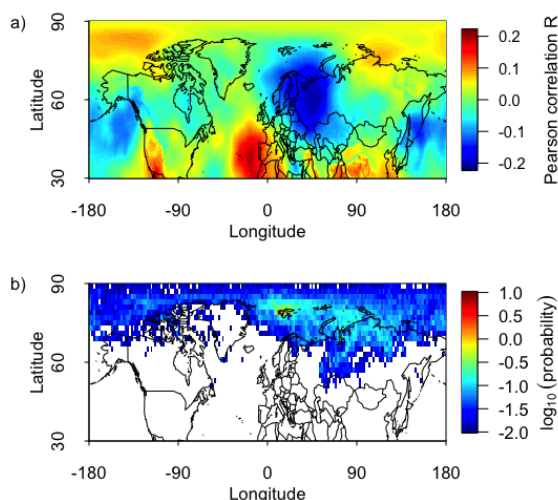 a)
90
60
30
Latitude
-180 -90 0 90 180
Longitude
0.2
0.1
0.0
-0.1
-0.2
Pearson correlation R
b)
90
60
30
Latitude
-180 -90 0 90 180
Longitude
1.0
0.5
0.0
-0.5
-1.0
-1.5
-2.0
log₁₀ (probability)